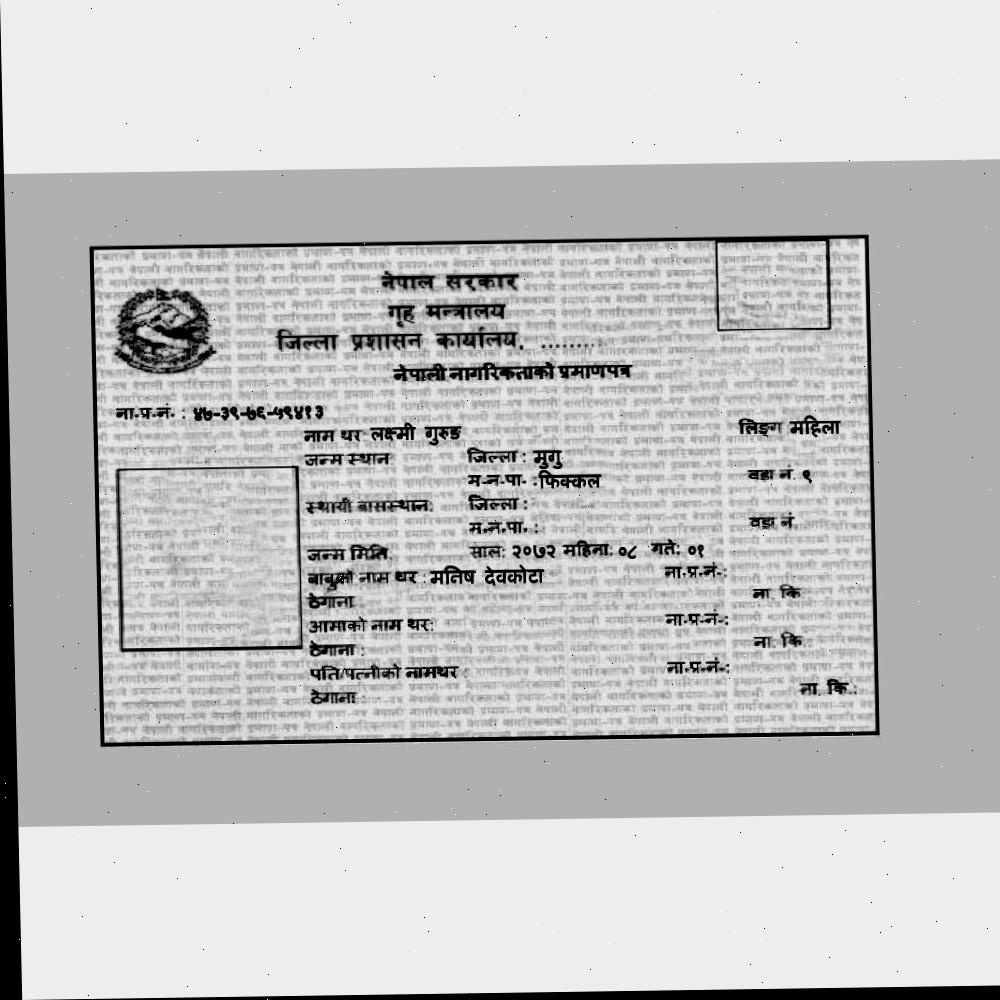 नेपाल सरकार
गृह मन्त्रालय
जिल्ला प्रशासन कार्यालय, .........
नेपाली नागरिकताको प्रमाणपत्र
ना.प्र.नं. : ४७-३९-७६-५९४१३
नाम थर: लक्ष्मी गुरुङ लिङ्ग महिला
जन्म स्थान: जिल्ला : मुगु
म.न.पा. : फिक्कल वडा नं. ९
स्थायी बासस्थान: जिल्ला :
म.न.पा. : वडा नं
जन्म मिति: साल: २०७२ महिना: ०८ गते: ०१
बाबुको नाम थर : मतिष देवकोटा ना.प्र.नं.:
ठेगाना ना. कि.
आमाको नाम थर: ना.प्र.नं.:
ठेगाना : ना. कि.:
पति/पत्नीको नामथर : ना.प्र.नं.:
ठेगाना ना. कि.: